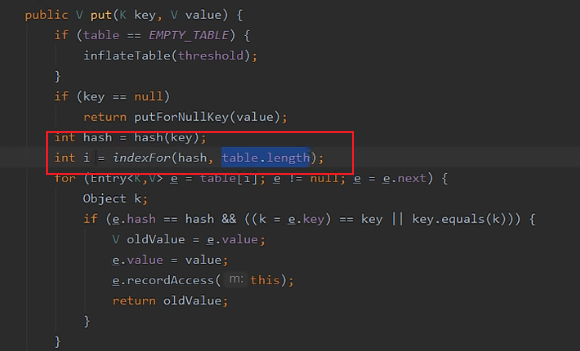 public V put(K key, V value) {
if (table == EMPTY_TABLE) {
inflateTable(threshold);
}
if (key == null)
return putForNullKey(value);
int hash = hash(key);
int i = indexFor(hash, table.length);
for (Entry<K,V> e = table[i]; e != null; e = e.next) {
Object k;
if (e.hash == hash && ((k = e.key) == key || key.equals(k))) {
V oldValue = e.value;
e.value = value;
e.recordAccess( m: this);
return oldValue;
}
}